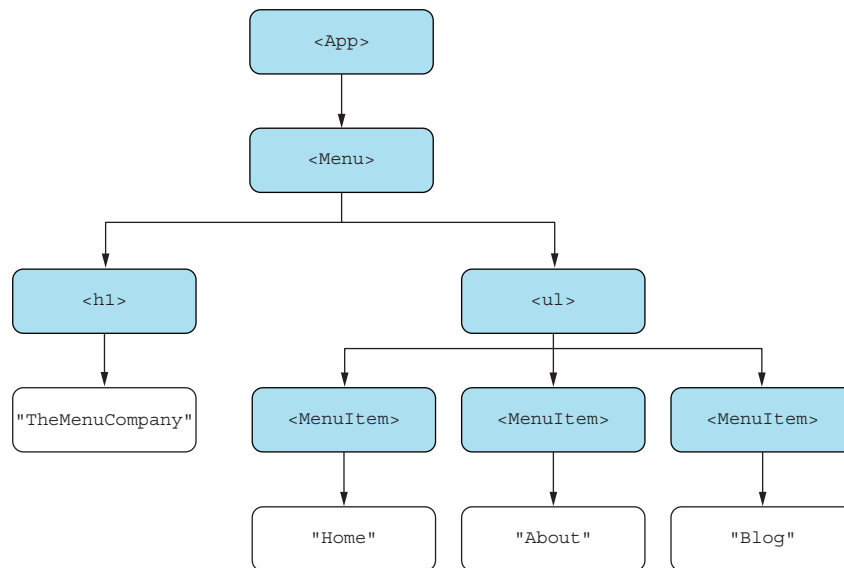 <App>
<Menu>
<h1>
<ul>
"TheMenuCompany"
<MenuItem>
<MenuItem>
<MenuItem>
"Home"
"About"
"Blog"